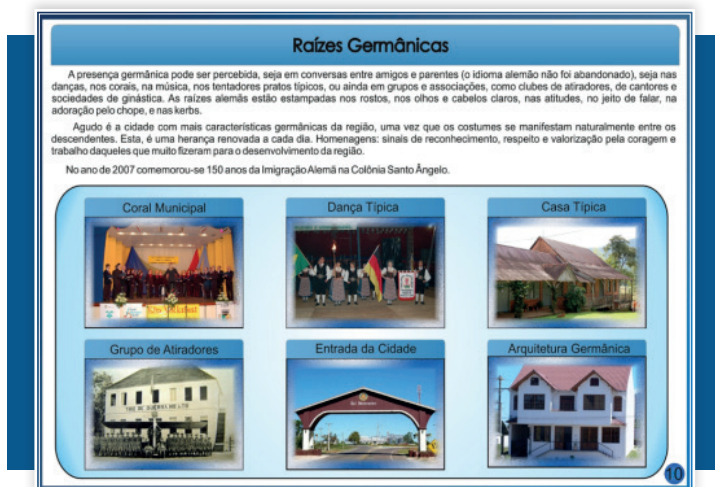 Raízes Germânicas
A presença germânica pode ser percebida, seja em conversas entre amigos e parentes (o idioma alemão não foi abandonado), seja nas
danças, nos corais, na música, nos tentadores pratos típicos, ou ainda em grupos e associações, como clubes de atiradores, de cantores e
sociedades de ginástica. As raízes alemãs estão estampadas nos rostos, nos olhos e cabelos claros, nas atitudes, no jeito de falar, na
adoração pelo chope, e nas kerbs.
Agudo é a cidade com mais características germânicas da região, uma vez que os costumes se manifestam naturalmente entre os
descendentes. Esta, é uma herança renovada a cada dia. Homenagens: sinais de reconhecimento, respeito e valorização pela coragem e
trabalho daqueles que muito fizeram para o desenvolvimento da região.
No ano de 2007 comemorou-se 150 anos da Imigração Alemã na Colônia Santo Ângelo.
Coral Municipal
Dança Típica
Casa Típica
Grupo de Atiradores
Entrada da Cidade
Arquitetura Germânica
TIRO DE GUERRA
10